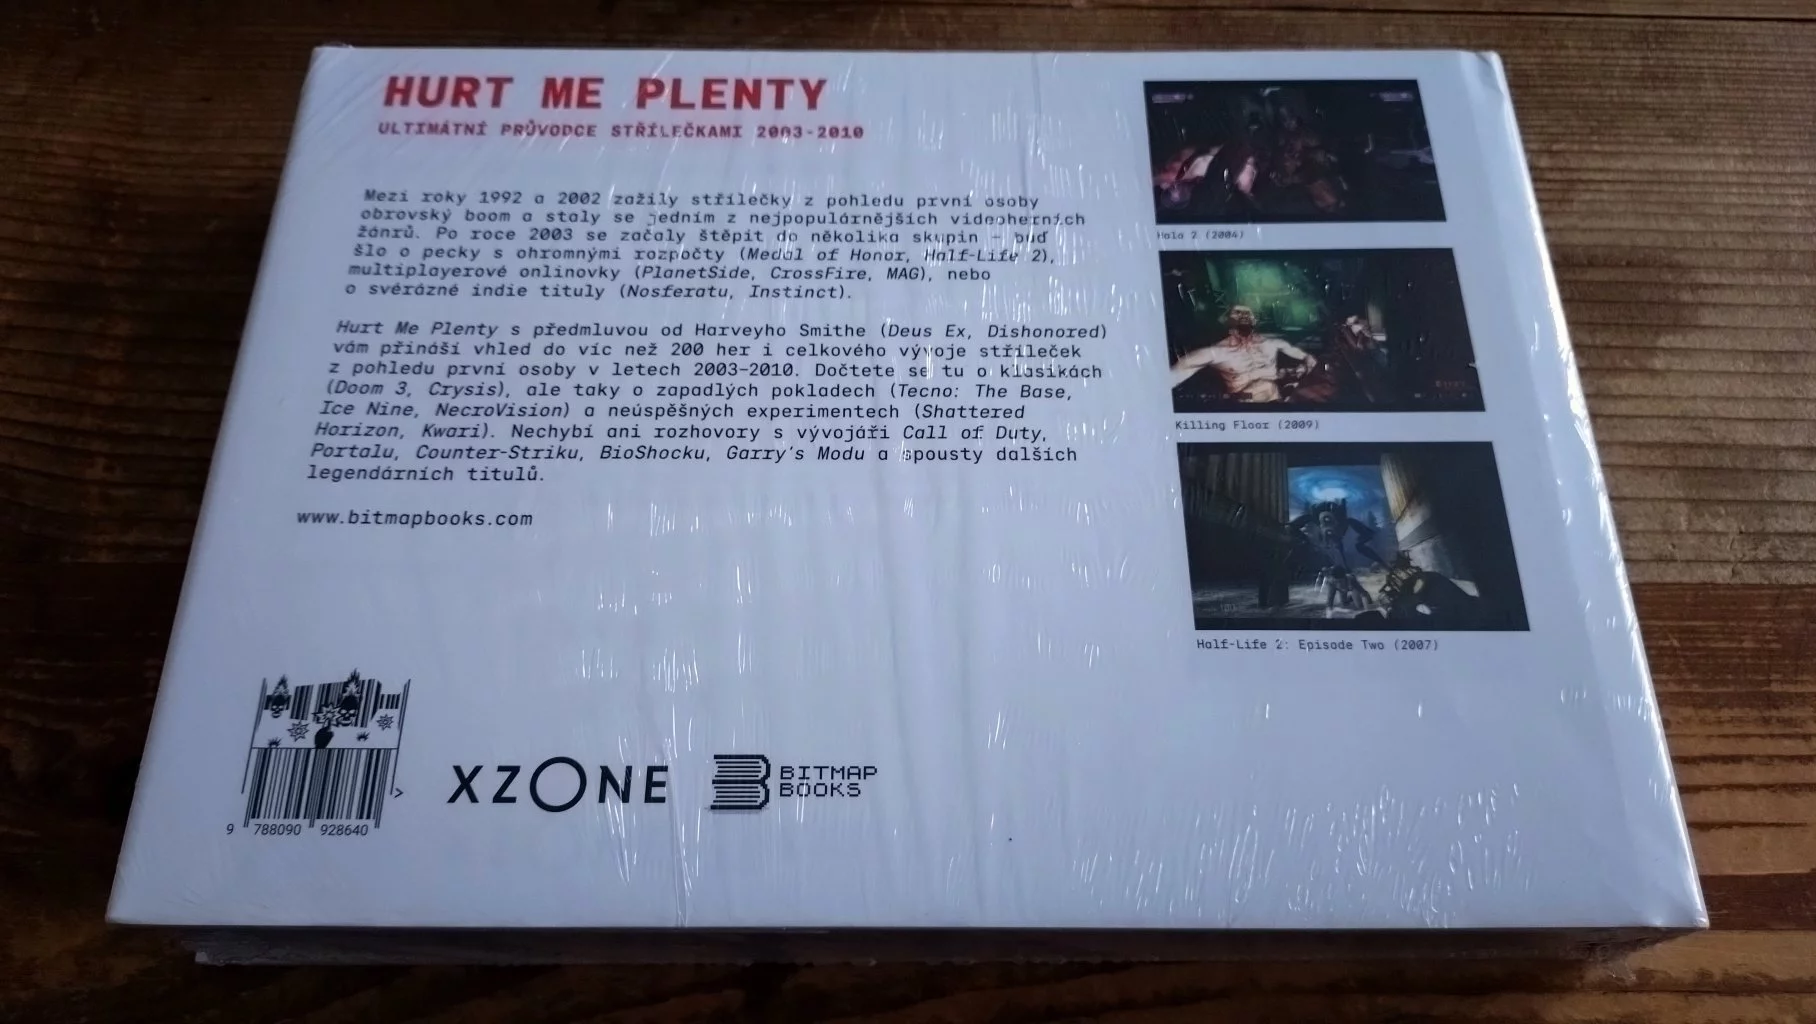 HURT ME PLENTY
ULTIMÁTNÍ PRŮVODCE STŘÍLEČKAMI 2003-2010
Mezi roky 1992 a 2002 zažily střílečky z pohledu první osoby
obrovský boom a staly se jedním z nejpopulárnějších videoherních
žánrů. Po roce 2003 se začaly štěpit do několika skupin – buď
šlo o pecky s ohromnými rozpočty (Medal of Honor, Half-Life 2),
multiplayerové onlinovky (PlanetSide, CrossFire, MAG), nebo
o svérázné indie tituly (Nosferatu, Instinct).
Hurt Me Plenty s předmluvou od Harveyho Smithe (Deus Ex, Dishonored)
vám přináší vhled do víc než 200 her i celkového vývoje stříleček
z pohledu první osoby v letech 2003–2010. Dočtete se tu o klasikách
(Doom 3, Crysis), ale taky o zapadlých pokladech (Tecno: The Base,
Ice Nine, NecroVision) a neúspěšných experimentech (Shattered
Horizon, Kwari). Nechybí ani rozhovory s vývojáři Call of Duty,
Portalu, Counter-Striku, BioShocku, Garry's Modu a spousty dalších
legendárních titulů.
www.bitmapbooks.com
Halo 2 (2004)
Killing Floor (2009)
Half-Life 2: Episode Two (2007)
9 788090 928640 >
XZONE
BITMAP
BOOKS